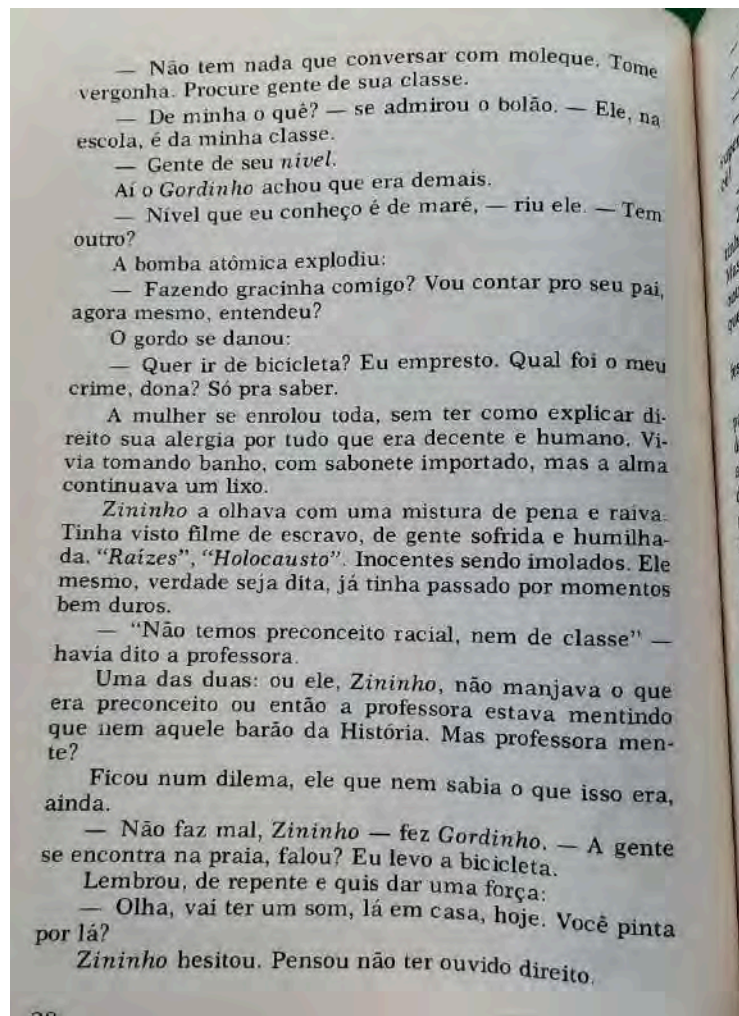 — Não tem nada que conversar com moleque. Tome
vergonha. Procure gente de sua classe.
— De minha o quê? — se admirou o bolão. — Ele, na
escola, é da minha classe.
— Gente de seu nível.
Aí o Gordinho achou que era demais.
— Nível que eu conheço é de maré, — riu ele. — Tem
outro?
A bomba atômica explodiu:
— Fazendo gracinha comigo? Vou contar pro seu pai,
agora mesmo, entendeu?
O gordo se danou:
— Quer ir de bicicleta? Eu empresto. Qual foi o meu
crime, dona? Só pra saber.
A mulher se enrolou toda, sem ter como explicar di-
reito sua alergia por tudo que era decente e humano. Vi-
via tomando banho, com sabonete importado, mas a alma
continuava um lixo.
Zininho a olhava com uma mistura de pena e raiva.
Tinha visto filme de escravo, de gente sofrida e humilha-
da. “Raízes”, “Holocausto”. Inocentes sendo imolados. Ele
mesmo, verdade seja dita, já tinha passado por momentos
bem duros.
— “Não temos preconceito racial, nem de classe” —
havia dito a professora.
Uma das duas: ou ele, Zininho, não manjava o que
era preconceito ou então a professora estava mentindo
que nem aquele barão da História. Mas professora men-
te?
Ficou num dilema, ele que nem sabia o que isso era,
ainda.
— Não faz mal, Zininho — fez Gordinho. — A gente
se encontra na praia, falou? Eu levo a bicicleta.
Lembrou, de repente e quis dar uma força:
— Olha, vai ter um som, lá em casa, hoje. Você pinta
por lá?
Zininho hesitou. Pensou não ter ouvido direito.